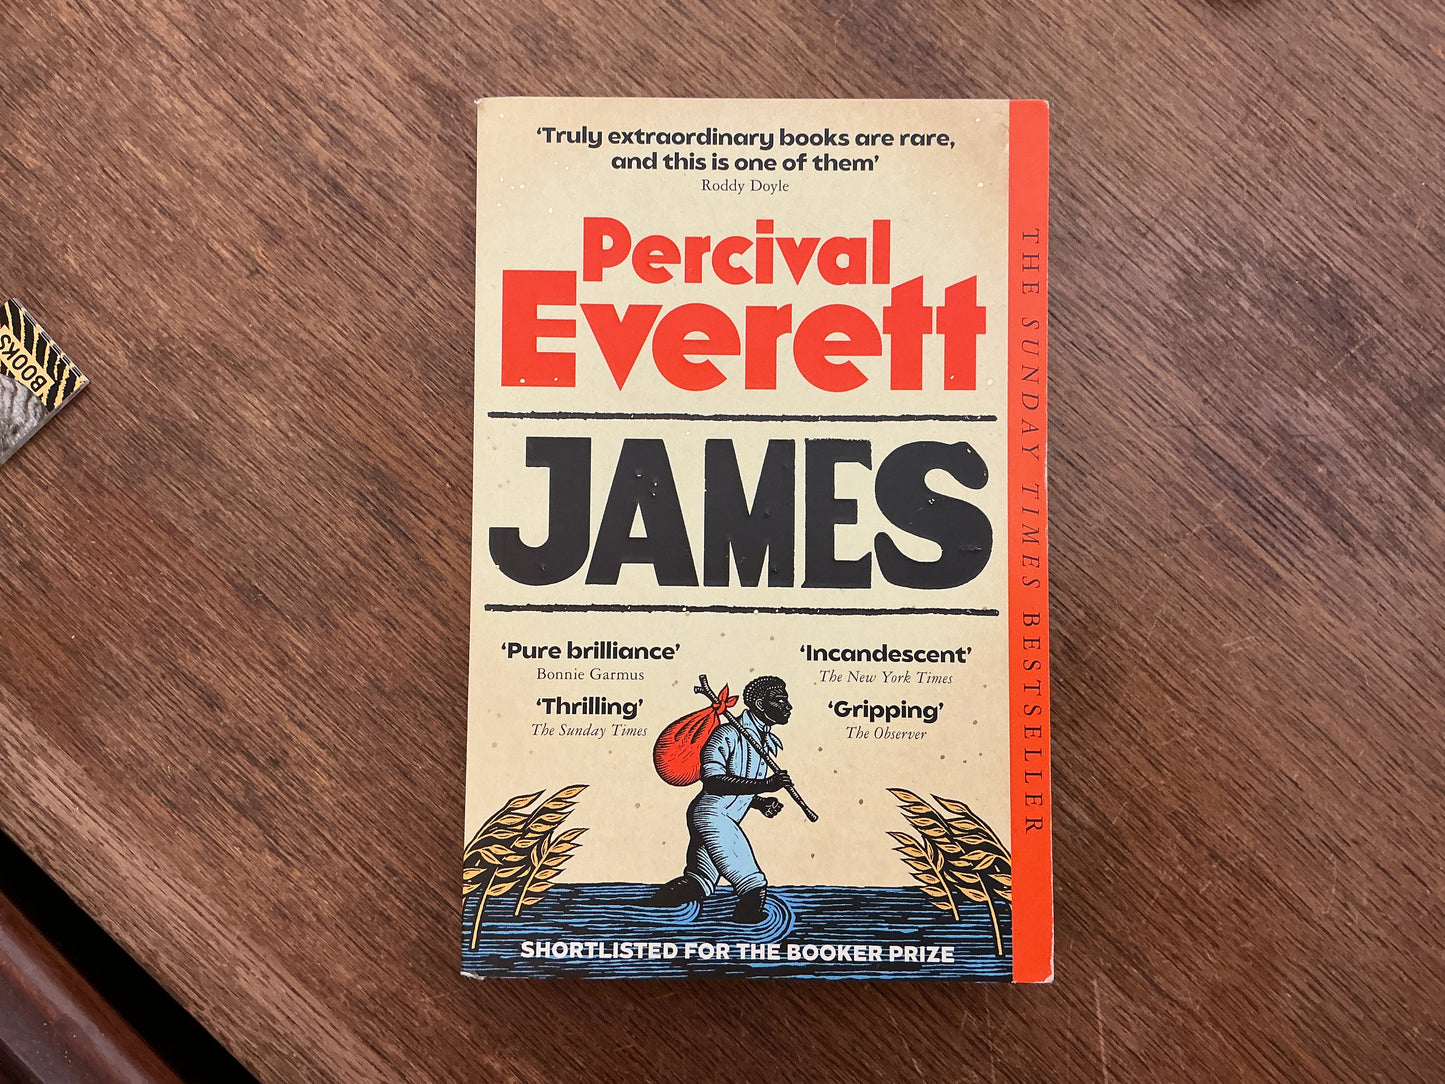 ‘Truly extraordinary books are rare,
and this is one of them’
Roddy Doyle
Percival
Everett
JAMES
‘Pure brilliance’
Bonnie Garmus
‘Thrilling’
The Sunday Times
‘Incandescent’
The New York Times
‘Gripping’
The Observer
SHORTLISTED FOR THE BOOKER PRIZE
THE SUNDAY TIMES BESTSELLER
BOOKS
BOOKS